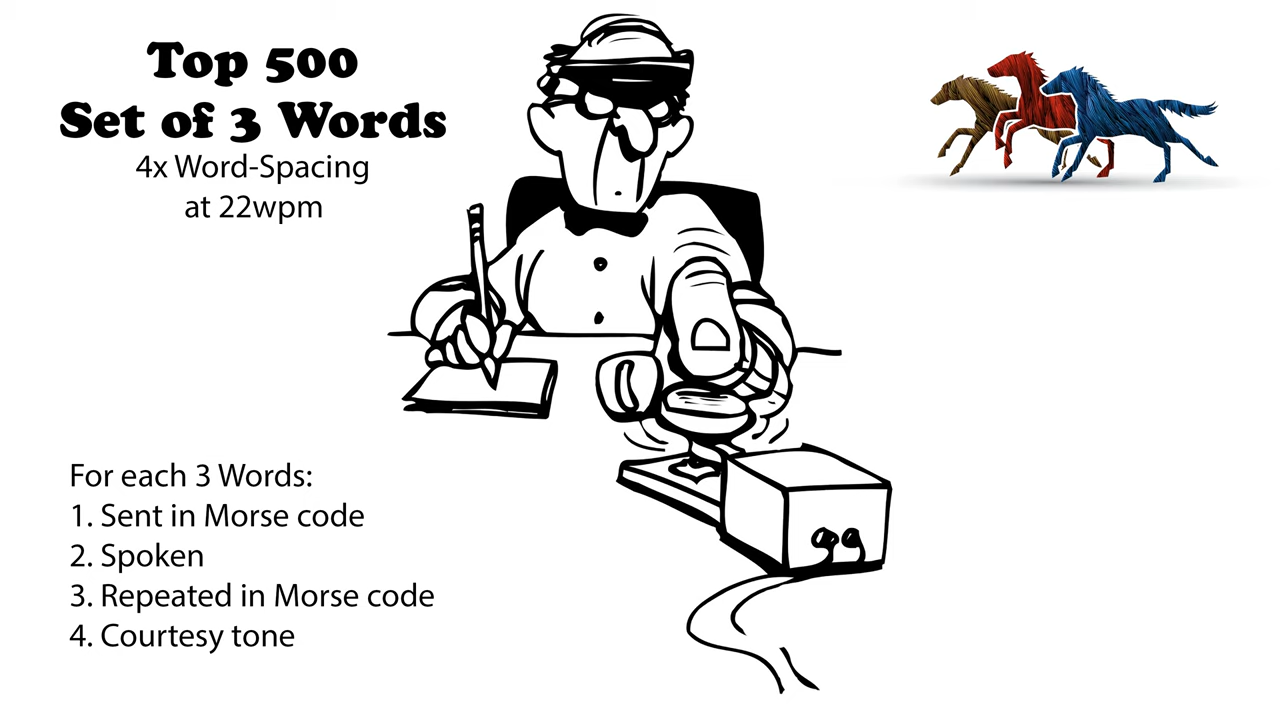 Top 500
Set of 3 Words
4x Word-Spacing
at 22wpm
For each 3 Words:
1. Sent in Morse code
2. Spoken
3. Repeated in Morse code
4. Courtesy tone